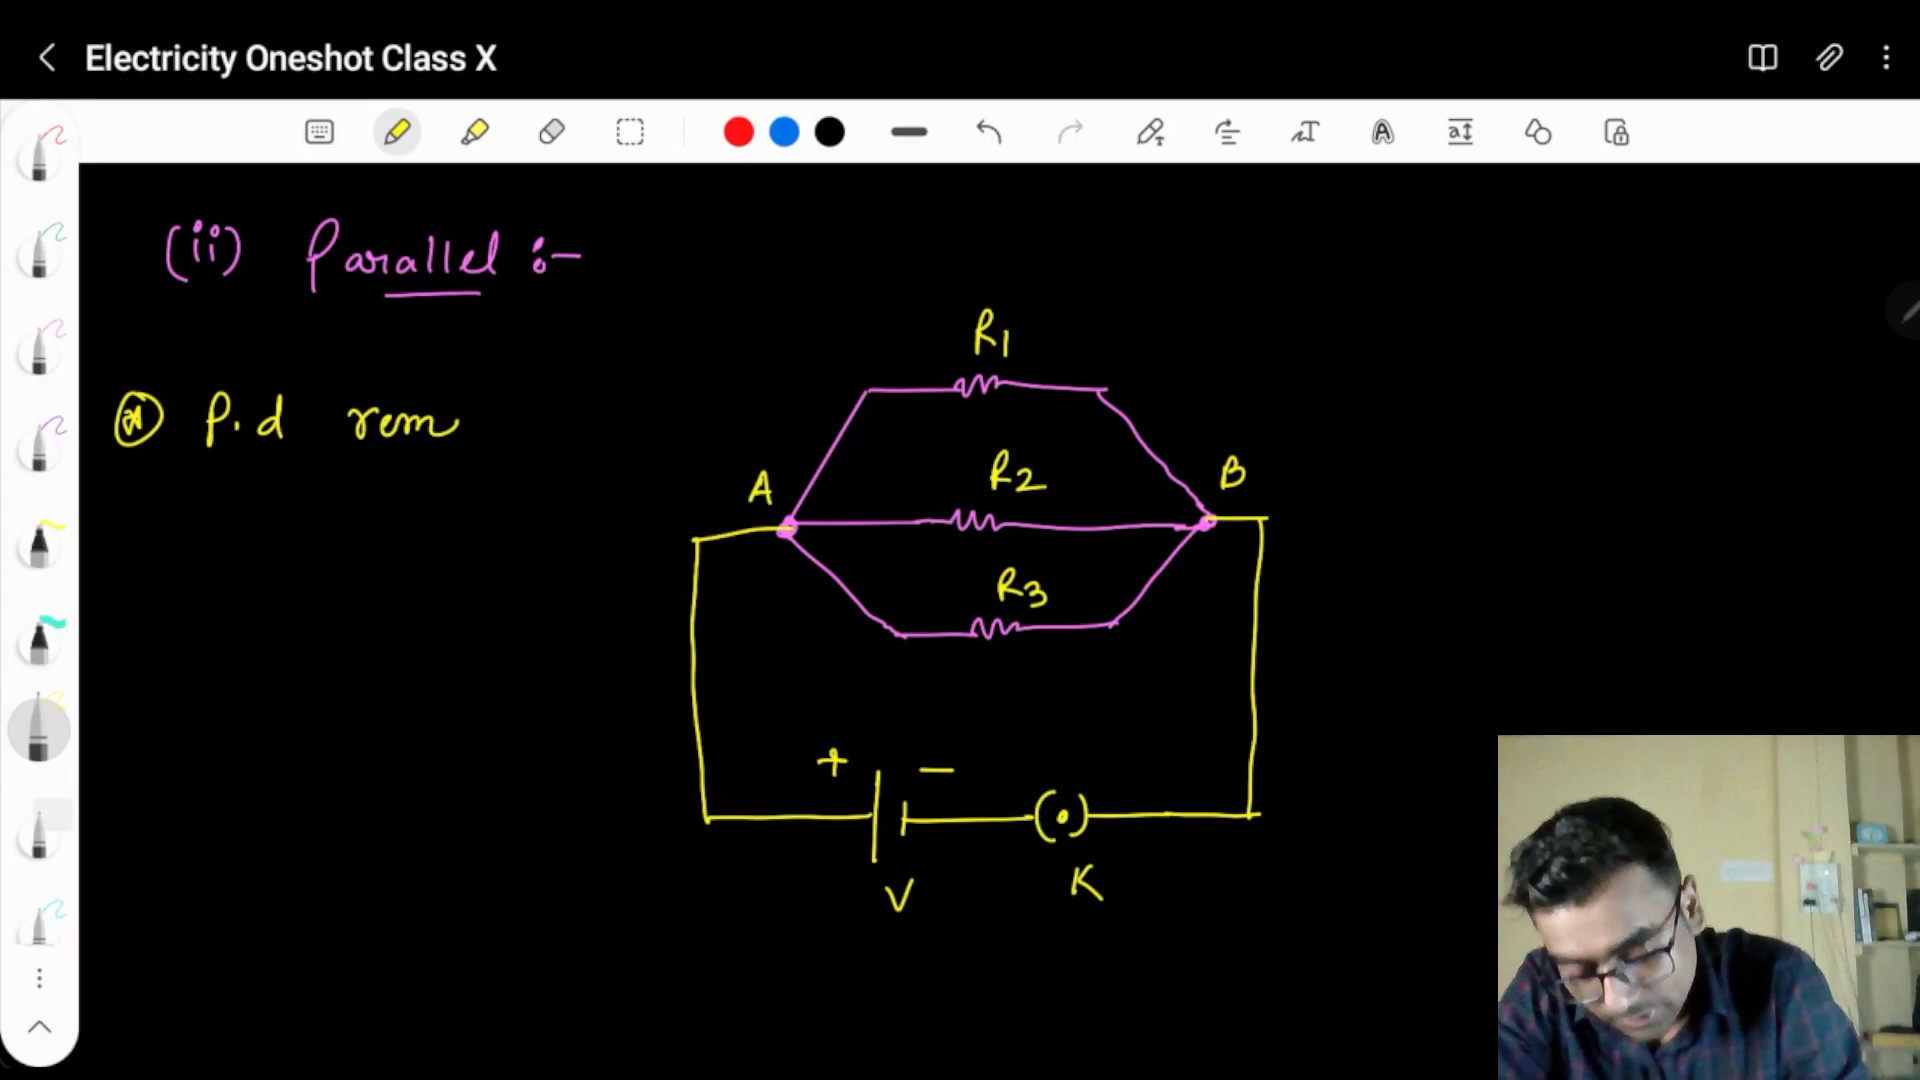 Electricity Oneshot Class X
(ii) Parallel :-
R1
P.d rem
A
R2
B
R3
+ −
V
K